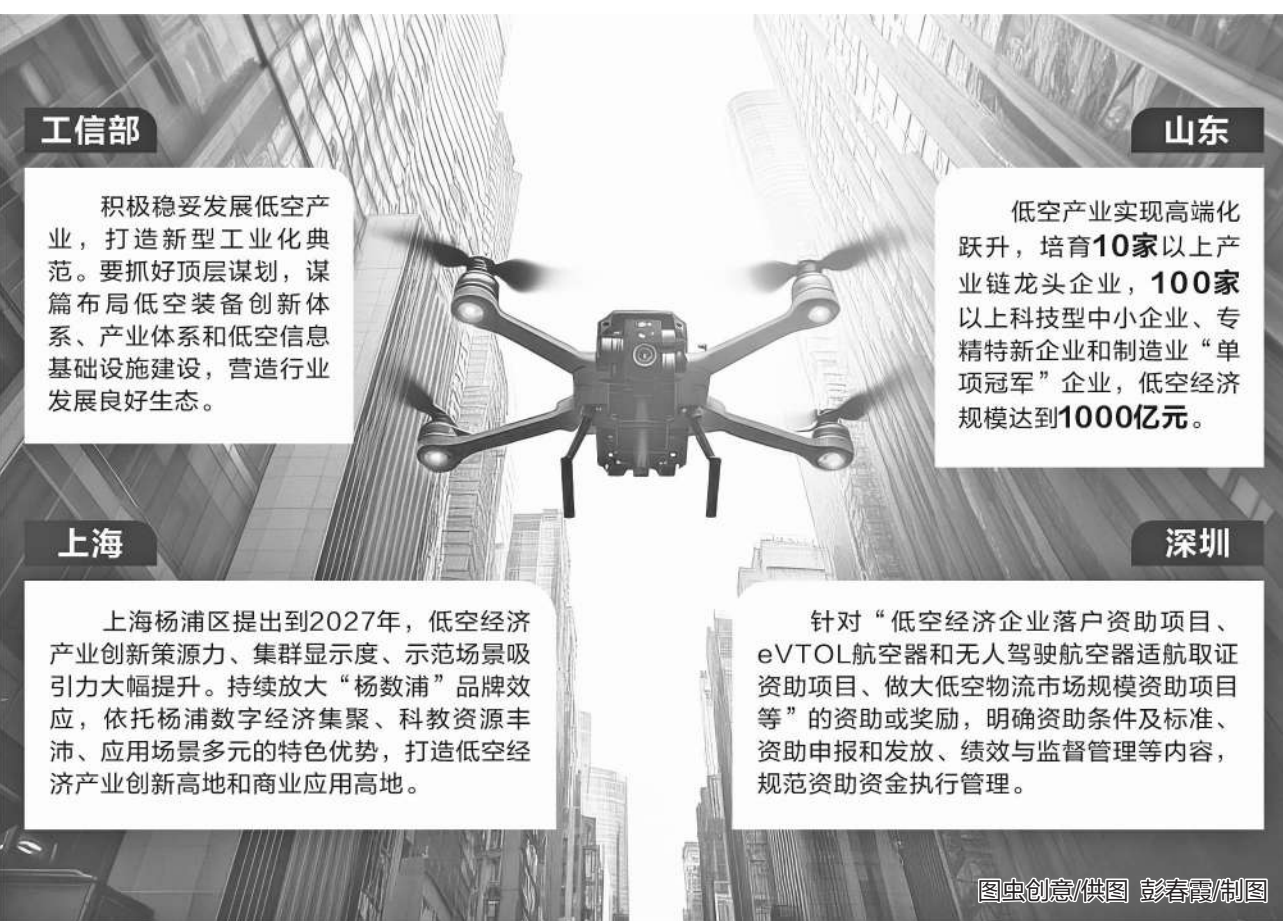 工信部
积极稳妥发展低空产
业，打造新型工业化典
范。要抓好顶层谋划，谋
篇布局低空装备创新体
系、产业体系和低空信息
基础设施建设，营造行业
发展良好生态。
山东
低空产业实现高端化
跃升，培育10家以上产
业链龙头企业，100家
以上科技型中小企业、专
精特新企业和制造业“单
项冠军”企业，低空经济
规模达到1000亿元。
上海
上海杨浦区提出到2027年，低空经济
产业创新策源力、集群显示度、示范场景吸
引力大幅提升。持续放大“杨数浦”品牌效
应，依托杨浦数字经济集聚、科教资源丰
沛、应用场景多元的特色优势，打造低空经
济产业创新高地和商业应用高地。
深圳
针对“低空经济企业落户资助项目、
eVTOL航空器和无人驾驶航空器适航取证
资助项目、做大低空物流市场规模资助项目
等”的资助或奖励，明确资助条件及标准、
资助申报和发放、绩效与监督管理等内容，
规范资助资金执行管理。
图虫创意/供图 彭春霞/制图